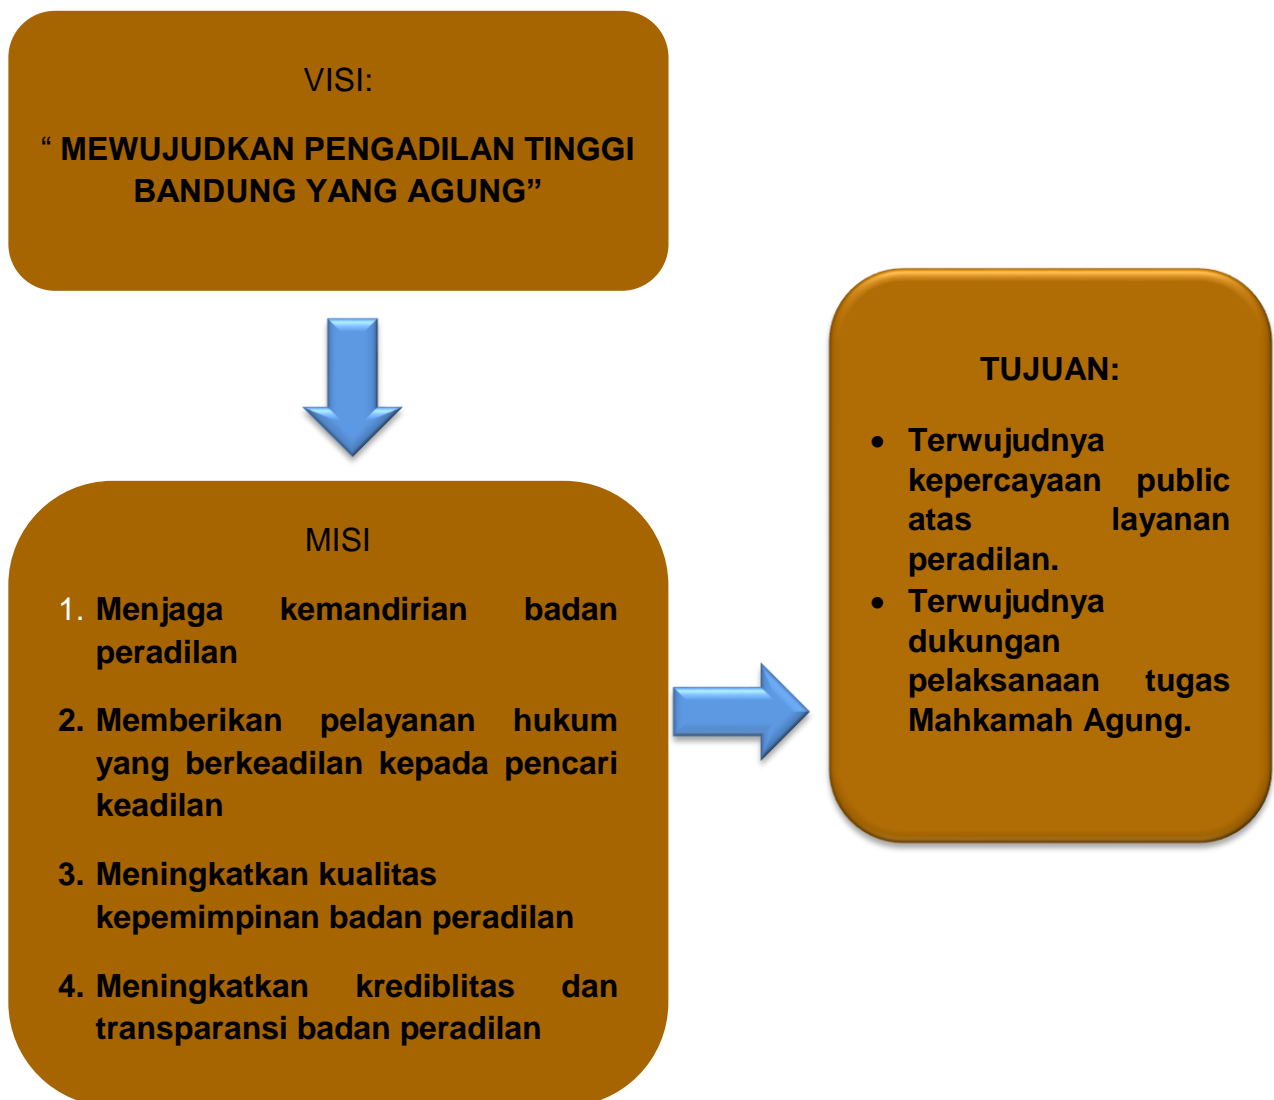 VISI:
“ MEWUJUDKAN PENGADILAN TINGGI
BANDUNG YANG AGUNG”
MISI
1. Menjaga kemandirian badan
peradilan
2. Memberikan pelayanan hukum
yang berkeadilan kepada pencari
keadilan
3. Meningkatkan kualitas
kepemimpinan badan peradilan
4. Meningkatkan krediblitas dan
transparansi badan peradilan
TUJUAN:
• Terwujudnya
kepercayaan public
atas layanan
peradilan.
• Terwujudnya
dukungan
pelaksanaan tugas
Mahkamah Agung.